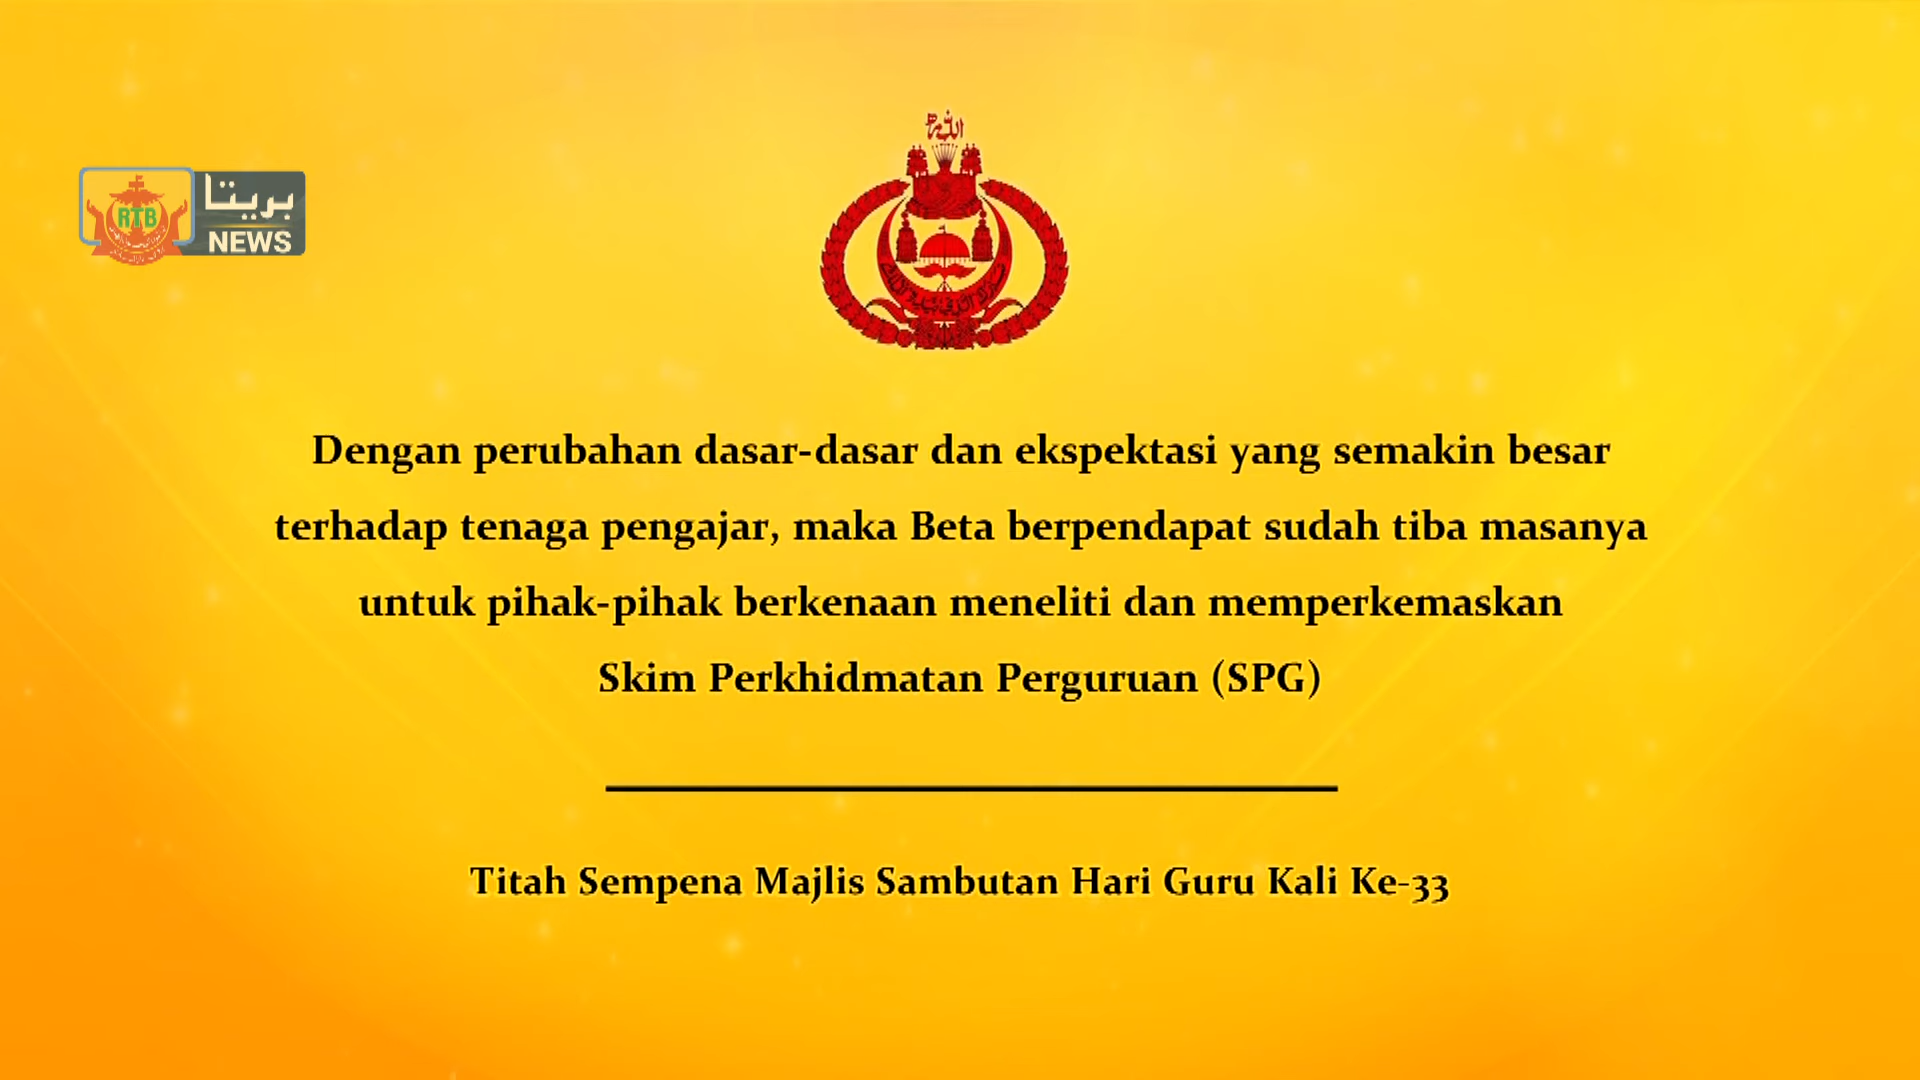 بريتا
RTB
NEWS
Dengan perubahan dasar-dasar dan ekspektasi yang semakin besar
terhadap tenaga pengajar, maka Beta berpendapat sudah tiba masanya
untuk pihak-pihak berkenaan meneliti dan memperkemaskan
Skim Perkhidmatan Perguruan (SPG)
Titah Sempena Majlis Sambutan Hari Guru Kali Ke-33